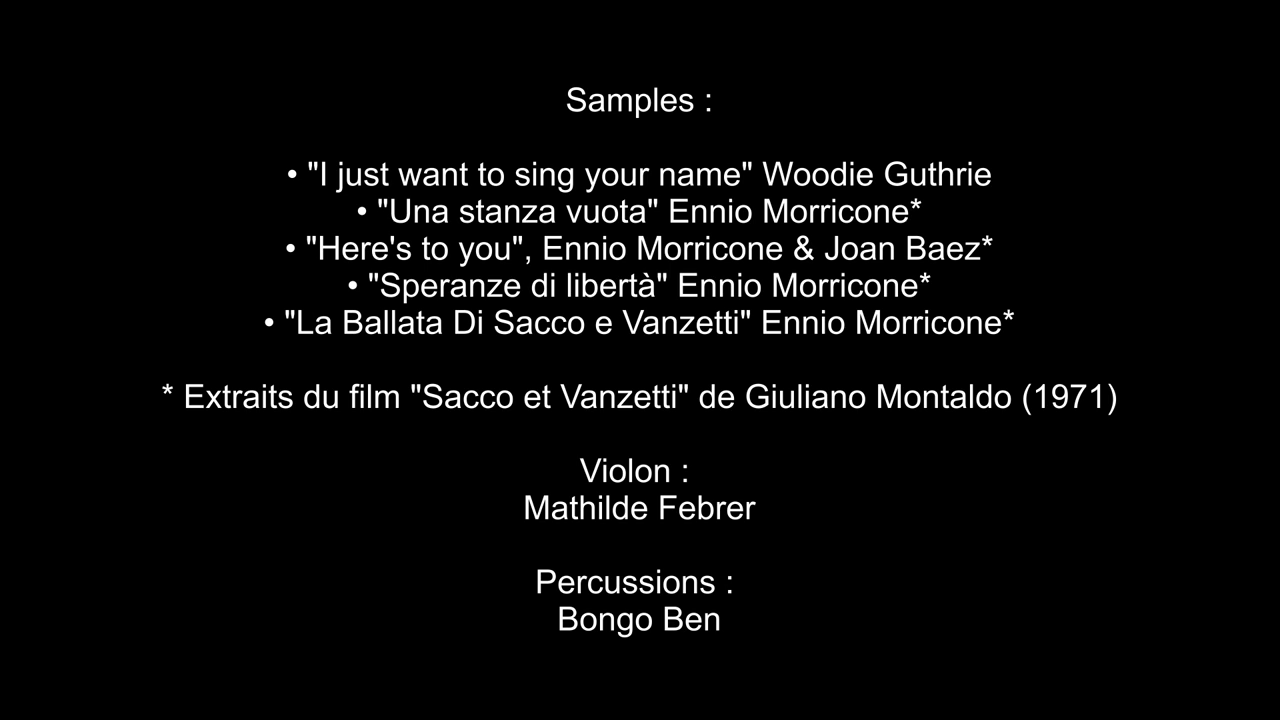 Samples :
• "I just want to sing your name" Woodie Guthrie
• "Una stanza vuota" Ennio Morricone*
• "Here's to you", Ennio Morricone & Joan Baez*
• "Speranze di libertà" Ennio Morricone*
• "La Ballata Di Sacco e Vanzetti" Ennio Morricone*
* Extraits du film "Sacco et Vanzetti" de Giuliano Montaldo (1971)
Violon :
Mathilde Febrer
Percussions :
Bongo Ben